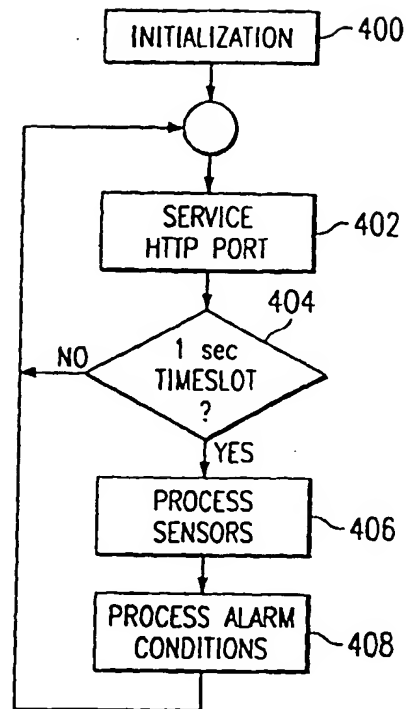 INITIALIZATION
400
SERVICE
HTTP PORT
402
404
1 sec
TIMESLOT
?
NO
YES
PROCESS
SENSORS
406
PROCESS ALARM
CONDITIONS
408